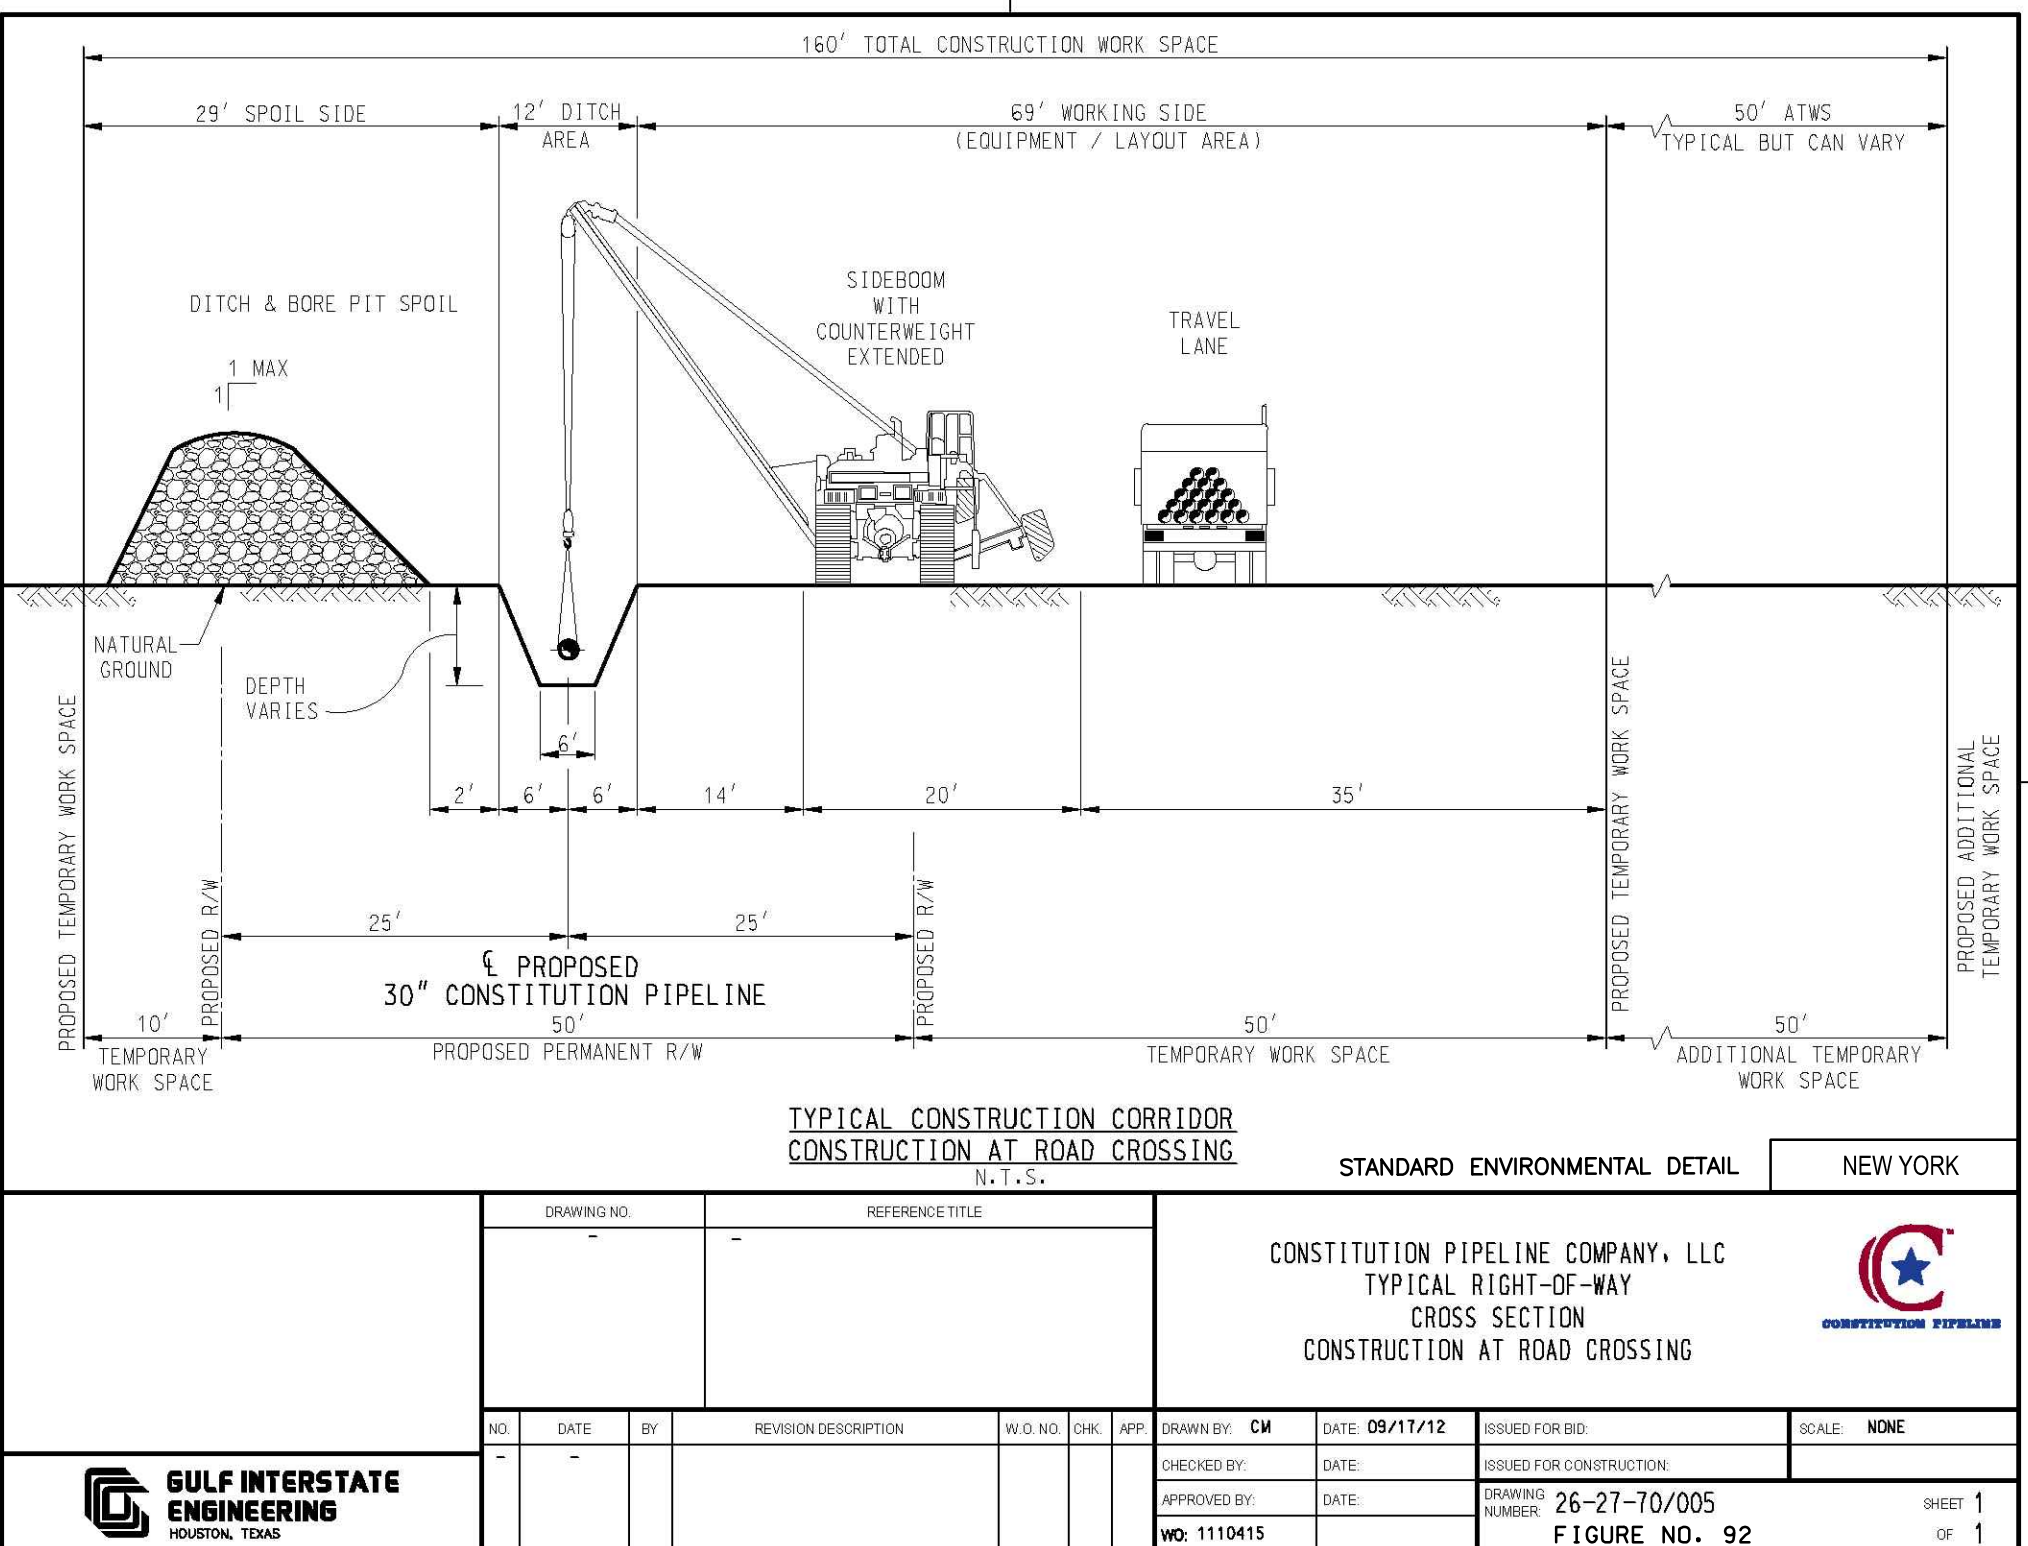 160' TOTAL CONSTRUCTION WORK SPACE
29' SPOIL SIDE
12' DITCH
AREA
69' WORKING SIDE
(EQUIPMENT / LAYOUT AREA)
50' ATWS
TYPICAL BUT CAN VARY
DITCH & BORE PIT SPOIL
1 MAX
1
SIDEBOOM
WITH
COUNTERWEIGHT
EXTENDED
TRAVEL
LANE
NATURAL
GROUND
DEPTH
VARIES
6'
2'
6'
6'
14'
20'
35'
PROPOSED TEMPORARY WORK SPACE
PROPOSED R/W
PROPOSED R/W
PROPOSED TEMPORARY WORK SPACE
PROPOSED ADDITIONAL
TEMPORARY WORK SPACE
25'
25'
℄ PROPOSED
30" CONSTITUTION PIPELINE
10'
TEMPORARY
WORK SPACE
50'
PROPOSED PERMANENT R/W
50'
TEMPORARY WORK SPACE
50'
ADDITIONAL TEMPORARY
WORK SPACE
TYPICAL CONSTRUCTION CORRIDOR
CONSTRUCTION AT ROAD CROSSING
N.T.S.
STANDARD ENVIRONMENTAL DETAIL
NEW YORK
DRAWING NO.
REFERENCE TITLE
-
-
CONSTITUTION PIPELINE COMPANY, LLC
TYPICAL RIGHT-OF-WAY
CROSS SECTION
CONSTRUCTION AT ROAD CROSSING
C
TM
CONSTITUTION PIPELINE
NO.
DATE
BY
REVISION DESCRIPTION
W.O. NO.
CHK.
APP.
-
-
DRAWN BY: CM
DATE: 09/17/12
ISSUED FOR BID:
SCALE: NONE
CHECKED BY:
DATE:
ISSUED FOR CONSTRUCTION:
APPROVED BY:
DATE:
DRAWING
NUMBER: 26-27-70/005
FIGURE NO. 92
SHEET 1
OF 1
WO: 1110415
GULF INTERSTATE
ENGINEERING
HOUSTON, TEXAS